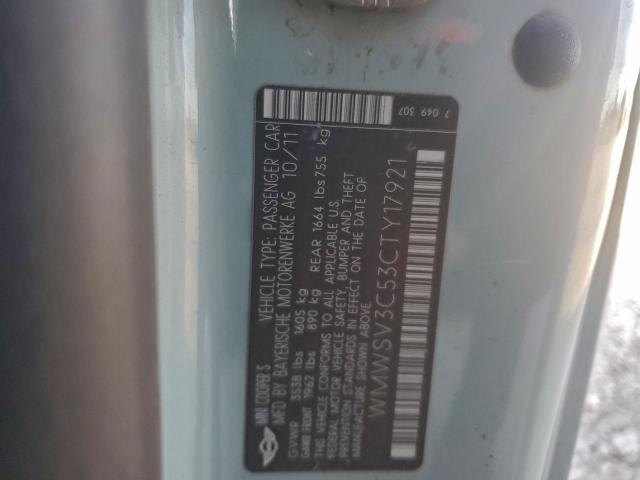 MINI COOPER S VEHICLE TYPE: PASSENGER CAR
MFD BY BAYERISCHE MOTORENWERKE AG 10/11
GVWR 3538 lbs 1605 kg
GAWR FRONT 1962 lbs 890 kg REAR 1664 lbs 755 kg
THIS VEHICLE CONFORMS TO ALL APPLICABLE U.S.
FEDERAL MOTOR VEHICLE SAFETY, BUMPER AND THEFT
PREVENTION STANDARDS IN EFFECT ON THE DATE OF
MANUFACTURE SHOWN ABOVE
WMWSV3C53CTY17921
7 049 307